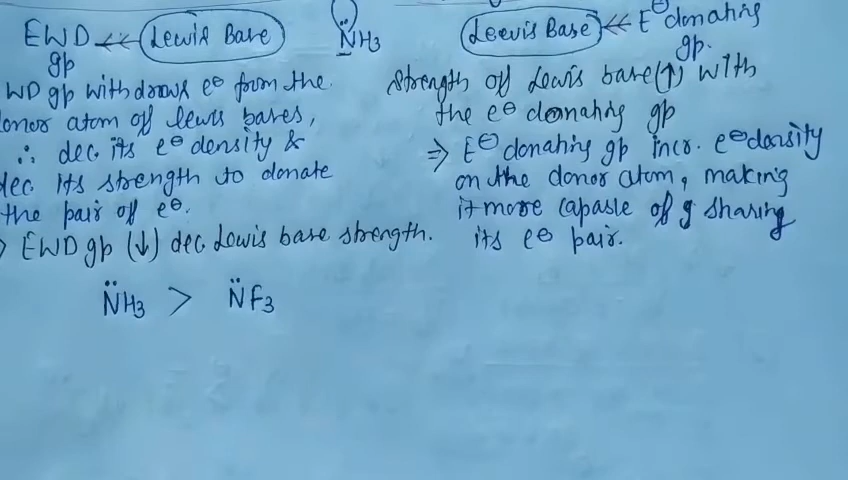 EWD << Lewis Base
gp
N̈H3
WD gp withdraws e⊖ from the
onor atom of lewis bases,
∴ dec. its e⊖ density &
dec its strength to donate
the pair of e⊖.
EWD gp (↓) dec. Lewis base strength.
N̈H3 > N̈F3
Lewis Base << E⊖ donating
gp.
strength of Lewis base(↑) with
the e⊖ donating gp
⇒ E⊖ donating gp incr. e⊖ density
on the donor atom, making
it more capable of sharing
its e⊖ pair.